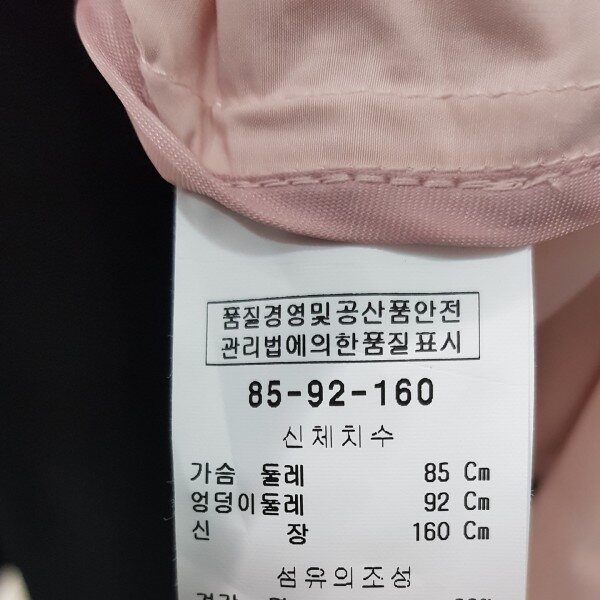 품질경영및공산품안전
관리법에의한품질표시
85-92-160
신체치수
가슴 둘레 85 Cm
엉덩이둘레 92 Cm
신 장 160 Cm
섬유의조성